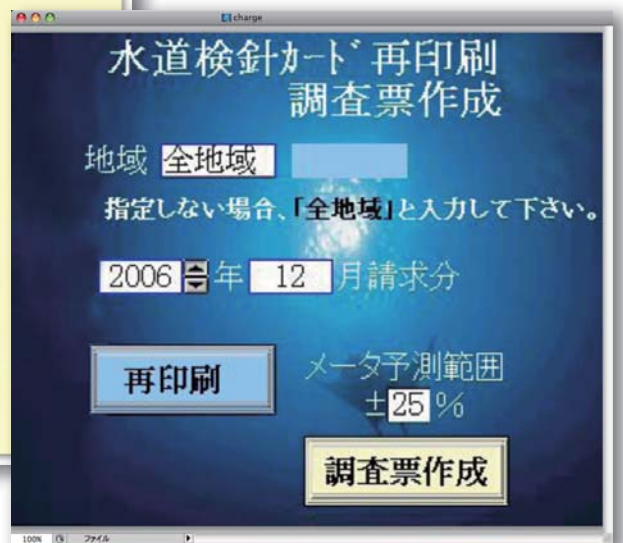 charge
水道検針ｶｰﾄﾞ再印刷
調査票作成
地域 全地域
指定しない場合、「全地域」と入力して下さい。
2006 年 12 月請求分
再印刷
メータ予測範囲
±25%
調査票作成
100% ファイル